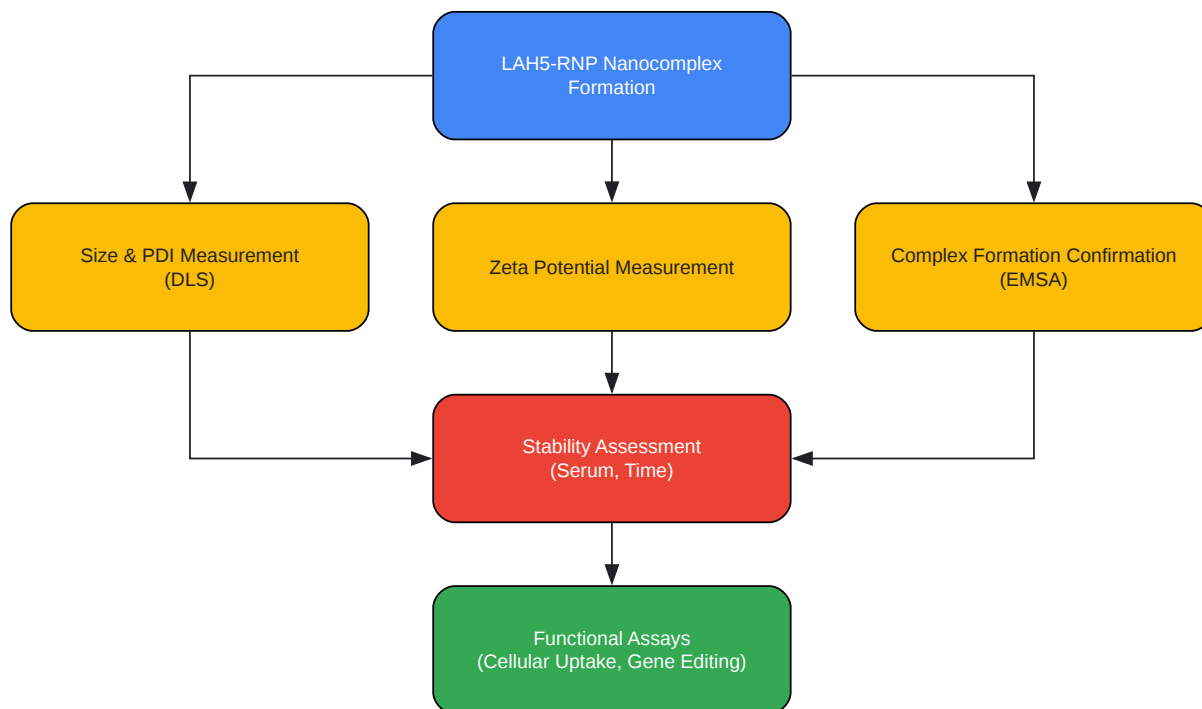 LAH5-RNP Nanocomplex
Formation
Size & PDI Measurement
(DLS)
Zeta Potential Measurement
Complex Formation Confirmation
(EMSA)
Stability Assessment
(Serum, Time)
Functional Assays
(Cellular Uptake, Gene Editing)